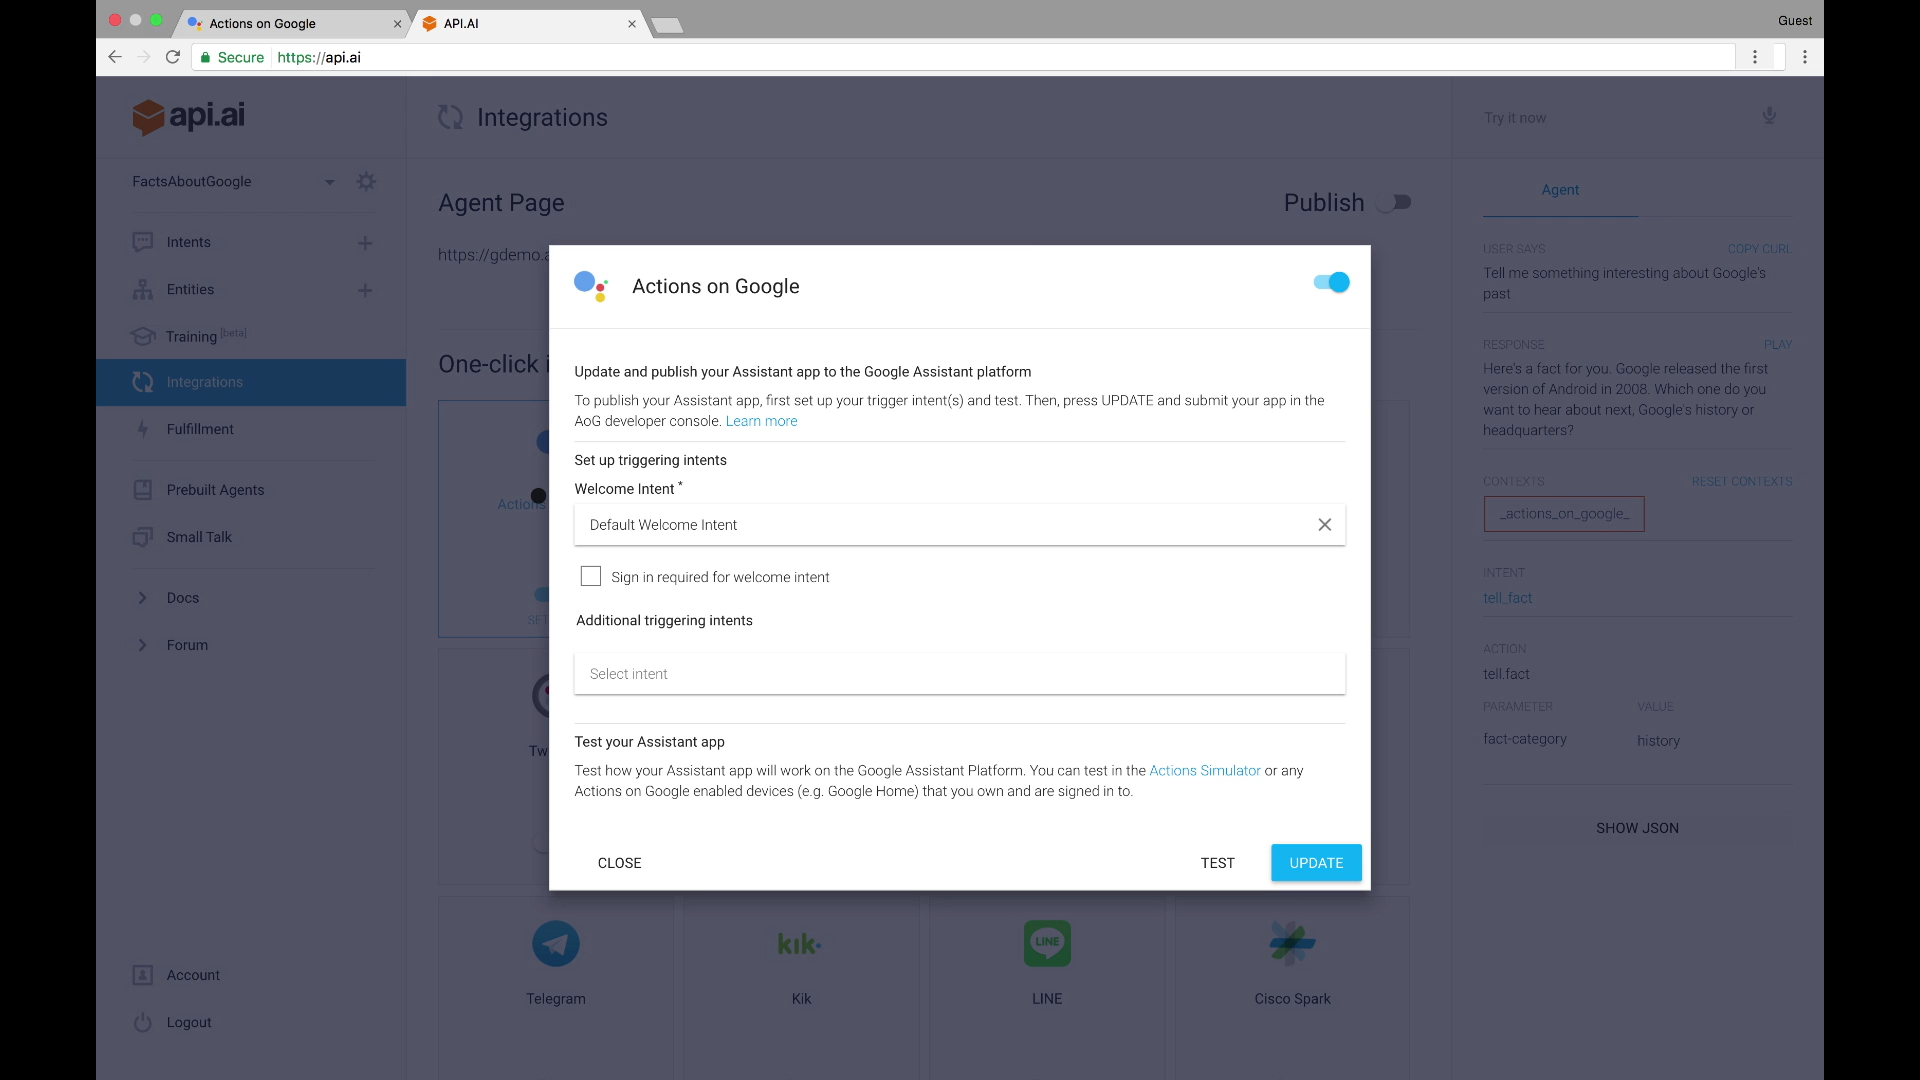 Actions on Google
API.AI
Guest
Secure https://api.ai
api.ai
Integrations
Try it now
FactsAboutGoogle
Intents
Entities
Training [beta]
Integrations
Fulfillment
Prebuilt Agents
Small Talk
Docs
Forum
Account
Logout
Agent Page
Publish
https://gdemo.a
One-click i
Actions
SET
Tw
Telegram
Kik
LINE
Cisco Spark
kik
LINE
Actions on Google
Update and publish your Assistant app to the Google Assistant platform
To publish your Assistant app, first set up your trigger intent(s) and test. Then, press UPDATE and submit your app in the
AoG developer console. Learn more
Set up triggering intents
Welcome Intent *
Default Welcome Intent
Sign in required for welcome intent
Additional triggering intents
Select intent
Test your Assistant app
Test how your Assistant app will work on the Google Assistant Platform. You can test in the Actions Simulator or any
Actions on Google enabled devices (e.g. Google Home) that you own and are signed in to.
CLOSE
TEST
UPDATE
Agent
USER SAYS
COPY CURL
Tell me something interesting about Google's
past
RESPONSE
PLAY
Here's a fact for you. Google released the first
version of Android in 2008. Which one do you
want to hear about next, Google's history or
headquarters?
CONTEXTS
RESET CONTEXTS
_actions_on_google_
INTENT
tell_fact
ACTION
tell.fact
PARAMETER
VALUE
fact-category
history
SHOW JSON